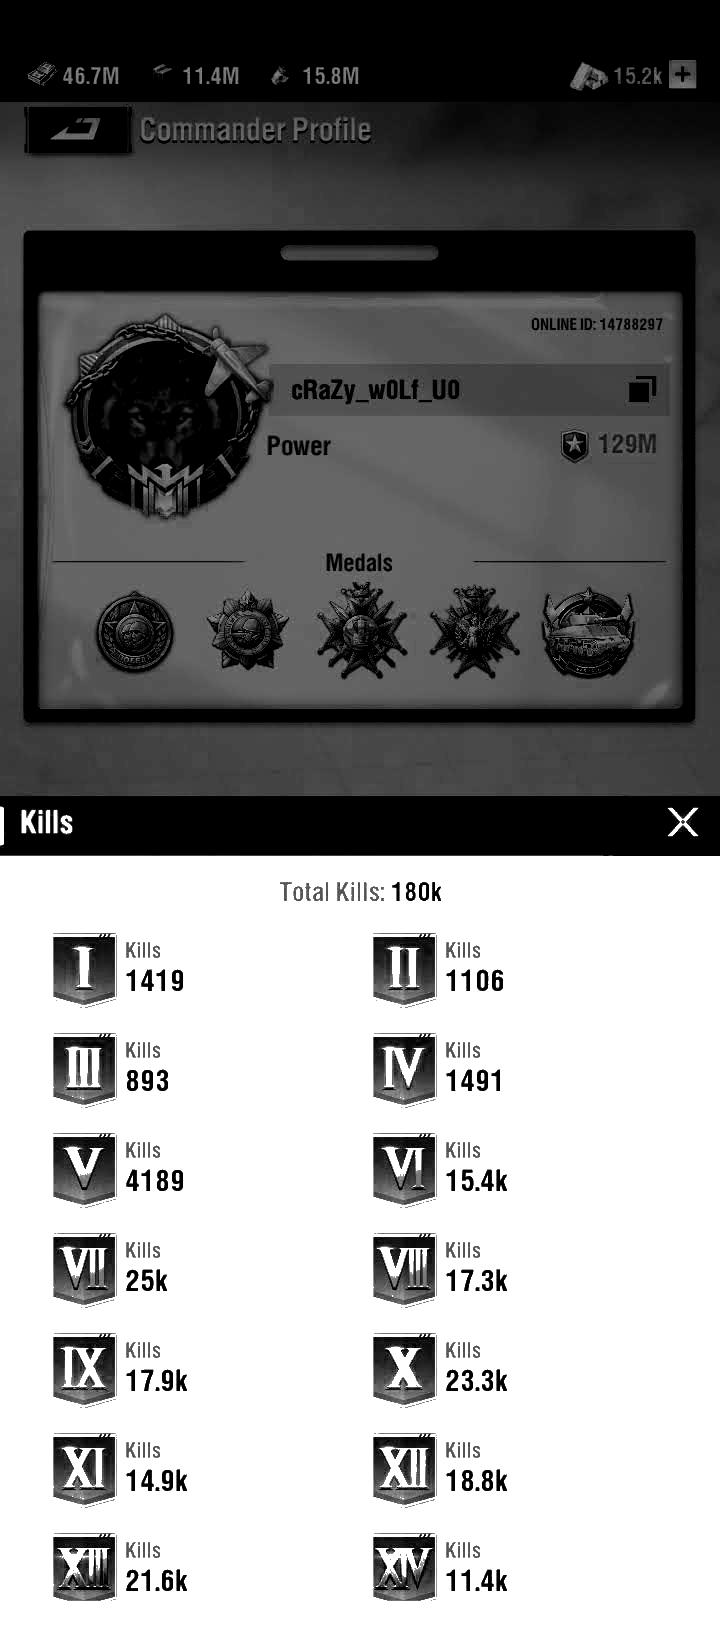 46.7M 11.4M 15.8M 15.2k +
Commander Profile
ONLINE ID: 14788297
cRaZy_w0Lf_U0
Power 129M
Medals
Kills
Total Kills: 180k
I Kills 1419
II Kills 1106
III Kills 893
IV Kills 1491
V Kills 4189
VI Kills 15.4k
VII Kills 25k
VIII Kills 17.3k
IX Kills 17.9k
X Kills 23.3k
XI Kills 14.9k
XII Kills 18.8k
XIII Kills 21.6k
XIV Kills 11.4k